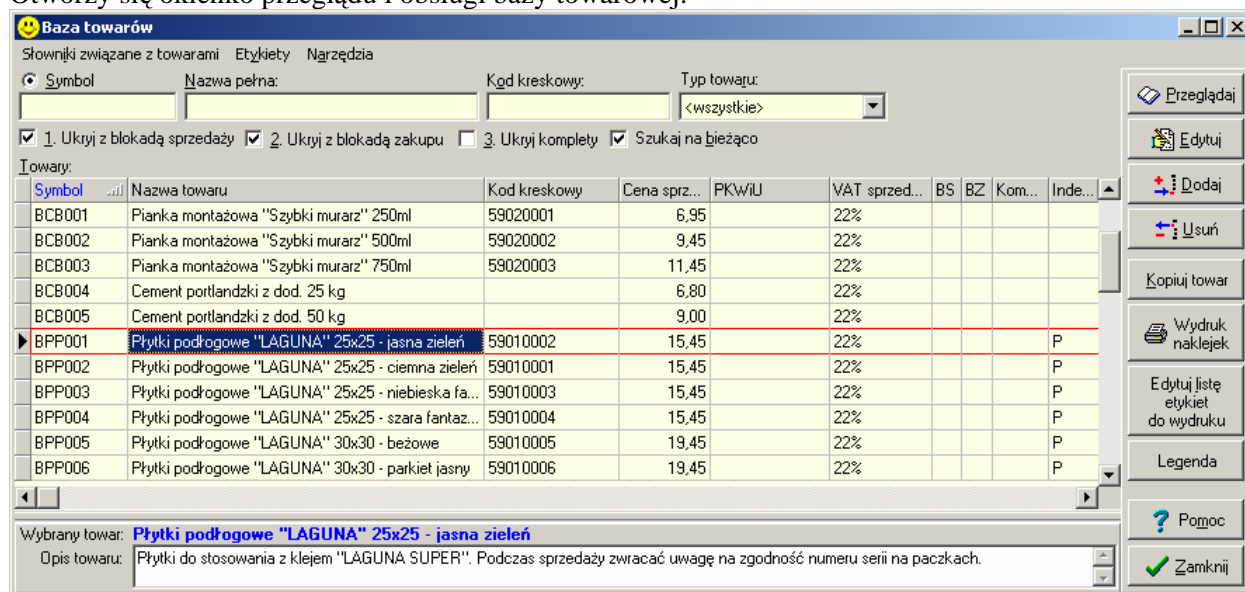 Otworzy się okienko przeglądu i obsługi bazy towarowej:
Baza towarów
Słowniki związane z towarami Etykiety Narzędzia
Symbol Nazwa pełna: Kod kreskowy: Typ towaru:
<wszystkie>
1. Ukryj z blokadą sprzedaży 2. Ukryj z blokadą zakupu 3. Ukryj komplety Szukaj na bieżąco
Towary:
Symbol Nazwa towaru Kod kreskowy Cena sprz... PKWiU VAT sprzed... BS BZ Kom... Inde...
BCB001 Pianka montażowa "Szybki murarz" 250ml 59020001 6,95 22%
BCB002 Pianka montażowa "Szybki murarz" 500ml 59020002 9,45 22%
BCB003 Pianka montażowa "Szybki murarz" 750ml 59020003 11,45 22%
BCB004 Cement portlandzki z dod. 25 kg 6,80 22%
BCB005 Cement portlandzki z dod. 50 kg 9,00 22%
BPP001 Płytki podłogowe "LAGUNA" 25x25 - jasna zieleń 59010002 15,45 22% P
BPP002 Płytki podłogowe "LAGUNA" 25x25 - ciemna zieleń 59010001 15,45 22% P
BPP003 Płytki podłogowe "LAGUNA" 25x25 - niebieska fa... 59010003 15,45 22% P
BPP004 Płytki podłogowe "LAGUNA" 25x25 - szara fantaz... 59010004 15,45 22% P
BPP005 Płytki podłogowe "LAGUNA" 30x30 - beżowe 59010005 19,45 22% P
BPP006 Płytki podłogowe "LAGUNA" 30x30 - parkiet jasny 59010006 19,45 22% P
Wybrany towar: Płytki podłogowe "LAGUNA" 25x25 - jasna zieleń
Opis towaru: Płytki do stosowania z klejem "LAGUNA SUPER". Podczas sprzedaży zwracać uwagę na zgodność numeru serii na paczkach.
Przeglądaj
Edytuj
Dodaj
Usuń
Kopiuj towar
Wydruk
naklejek
Edytuj listę
etykiet
do wydruku
Legenda
Pomoc
Zamknij